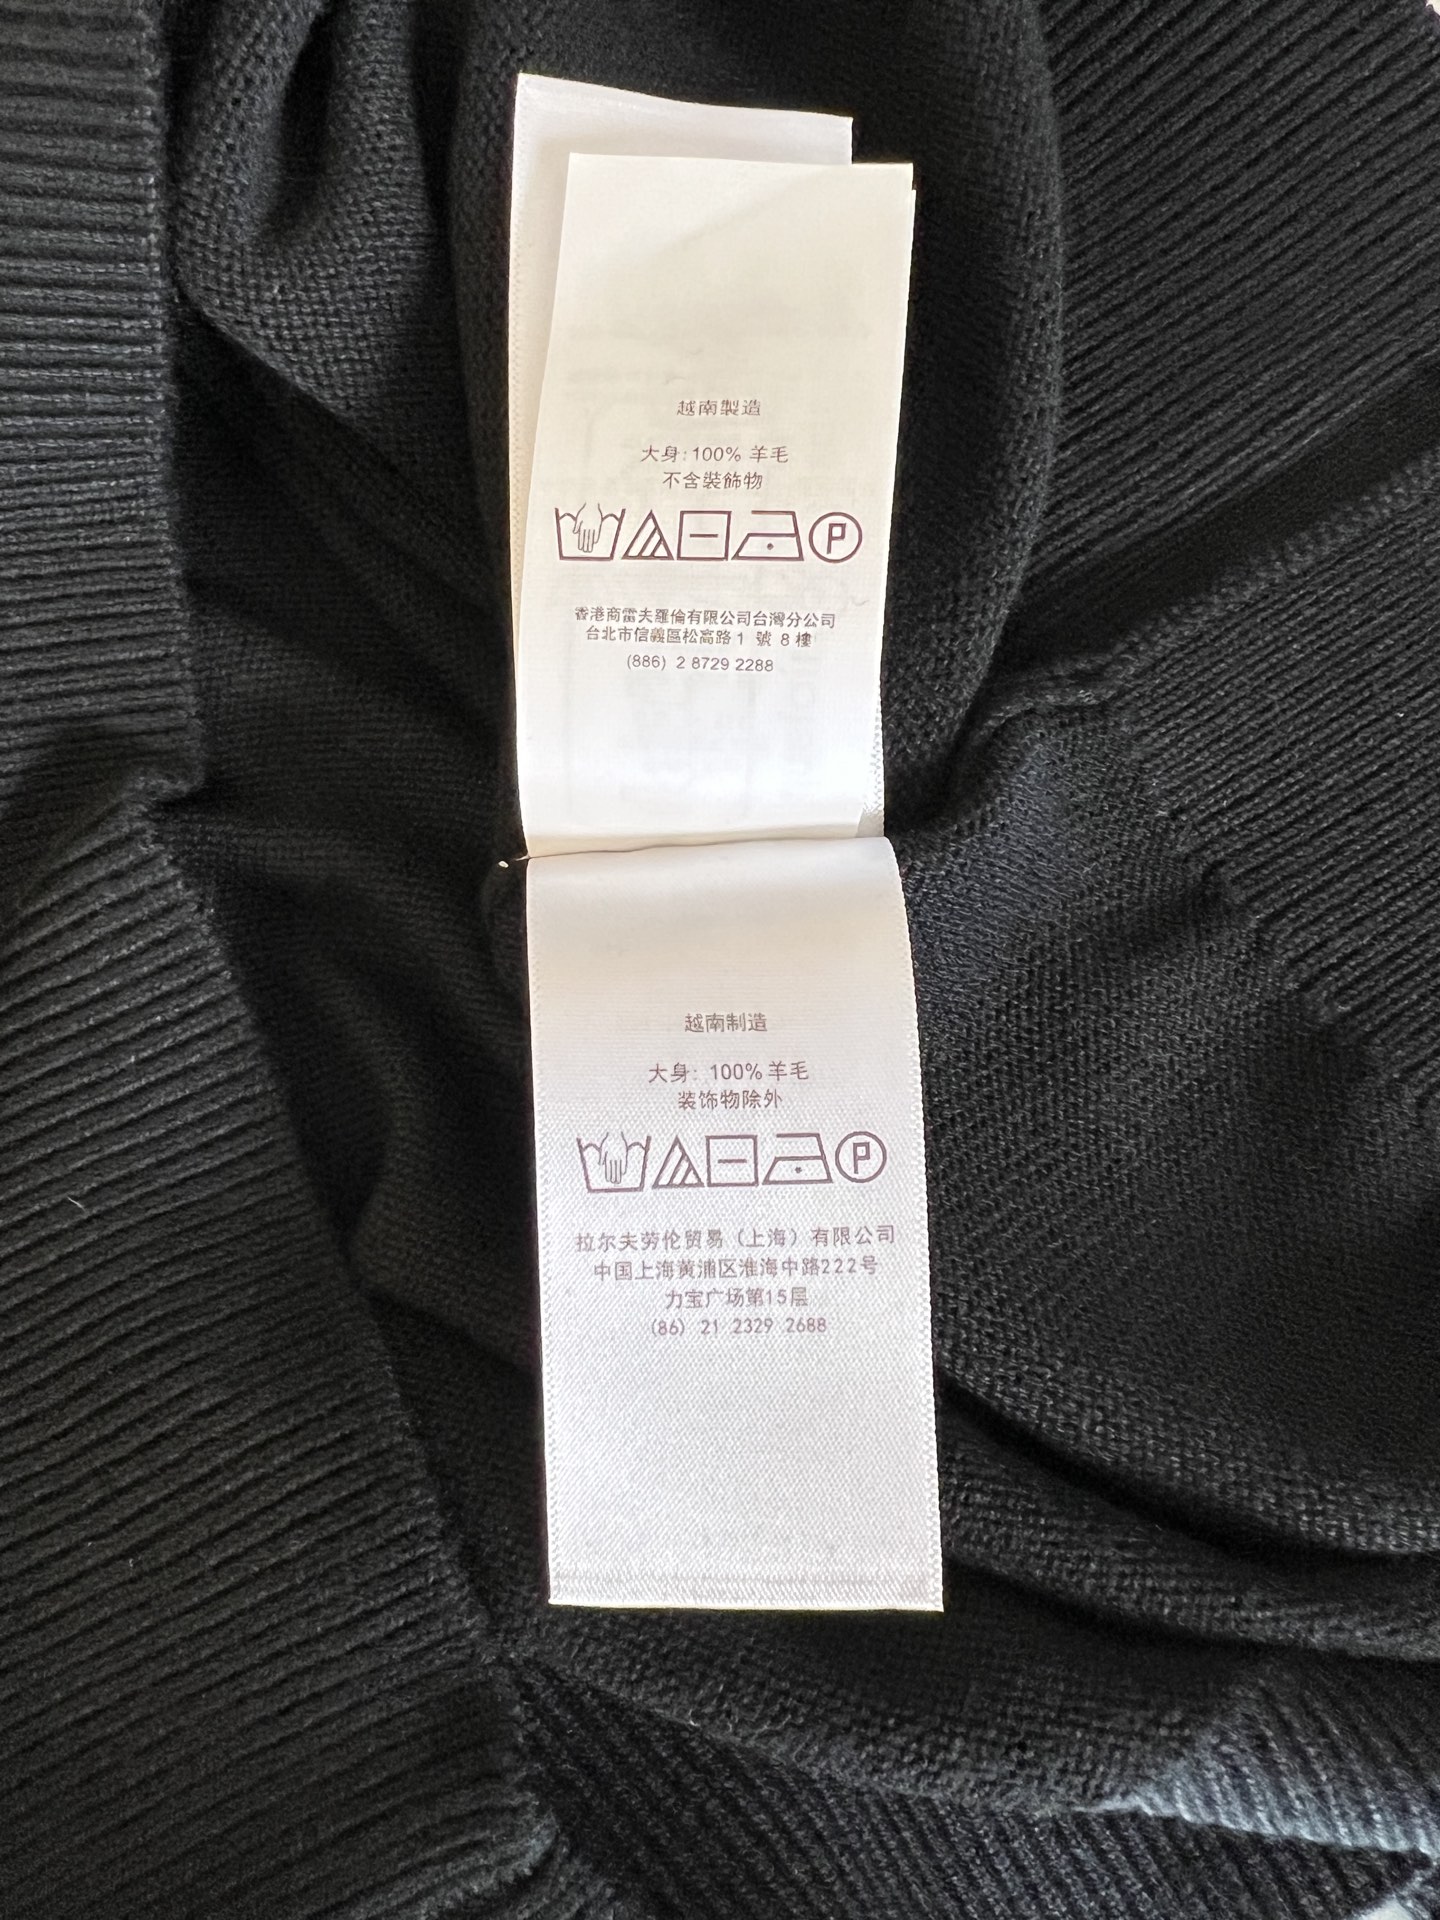 越南製造
大身:100% 羊毛
不含裝飾物
P
香港商雷夫羅倫有限公司台灣分公司
台北市信義區松高路1 號 8 樓
(886) 2 8729 2288
越南制造
大身: 100% 羊毛
装饰物除外
P
拉尔夫劳伦贸易（上海）有限公司
中国上海黄浦区淮海中路222号
力宝广场第15层
(86) 21 2329 2688